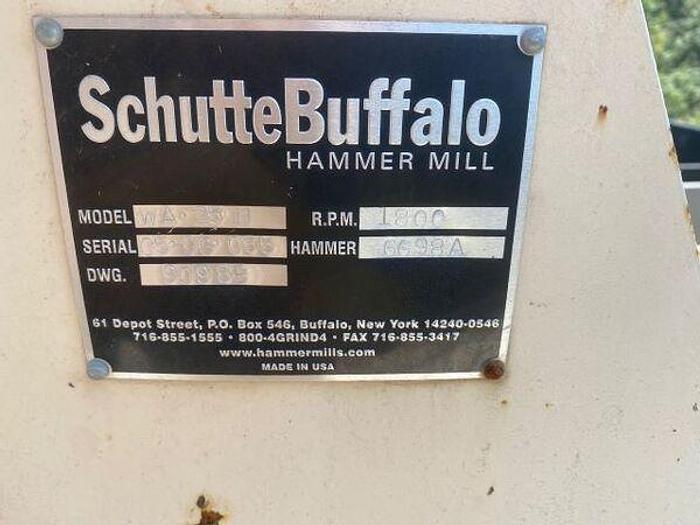 SchutteBuffalo
HAMMER MILL
MODEL R.P.M. 1800
SERIAL HAMMER 6698A
DWG.
61 Depot Street, P.O. Box 546, Buffalo, New York 14240-0546
716-855-1555 • 800-4GRIND4 • FAX 716-855-3417
www.hammermills.com
MADE IN USA